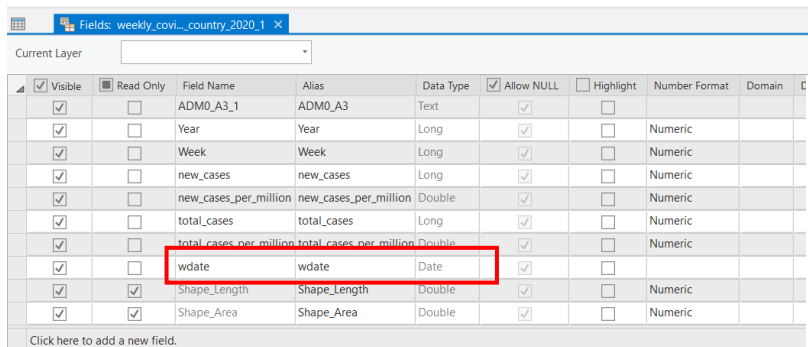 Fields: weekly_covi..._country_2020_1 ×
Current Layer
Visible Read Only Field Name Alias Data Type Allow NULL Highlight Number Format Domain D
ADM0_A3_1 ADM0_A3 Text
Year Year Long Numeric
Week Week Long Numeric
new_cases new_cases Long Numeric
new_cases_per_million new_cases_per_million Double Numeric
total_cases total_cases Long Numeric
total_cases_per_million total_cases_per_million Double Numeric
wdate wdate Date
Shape_Length Shape_Length Double Numeric
Shape_Area Shape_Area Double Numeric
Click here to add a new field.